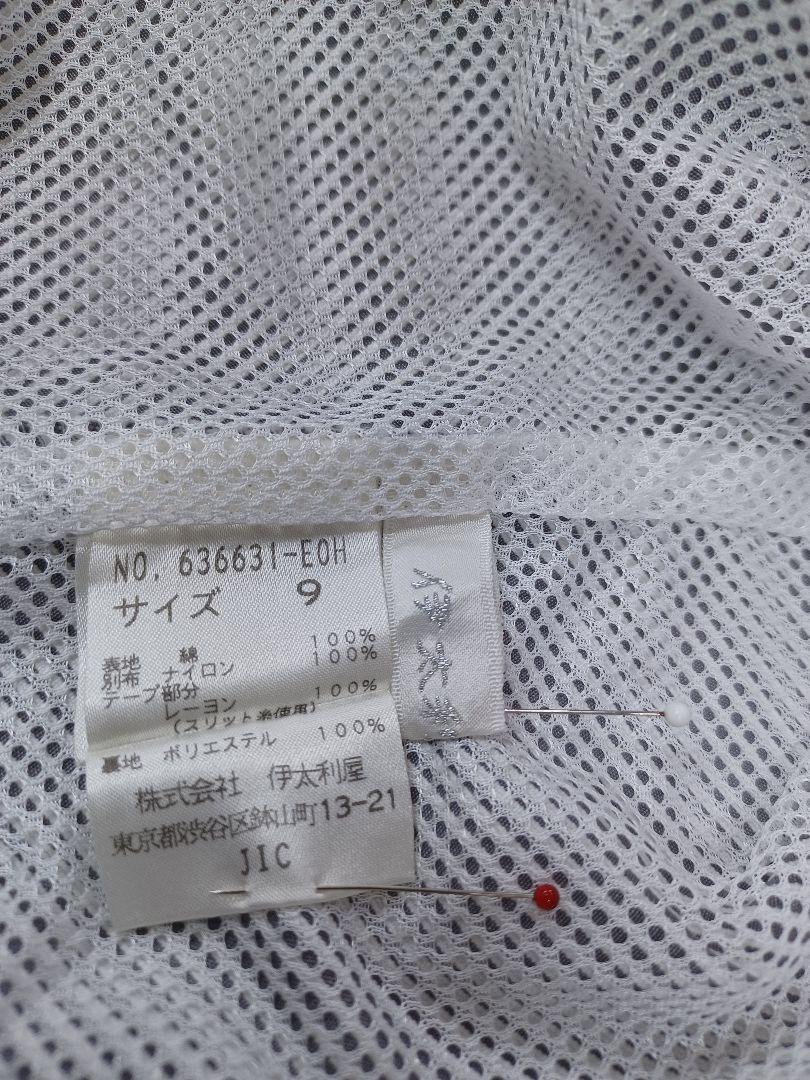 NO. 636631-EOH
サイズ 9
表地 綿 100%
別布 ナイロン 100%
テープ部分
レーヨン 100%
(スリット糸使用)
裏地 ポリエステル 100%
株式会社 伊太利屋
東京都渋谷区鉢山町13-21
JIC